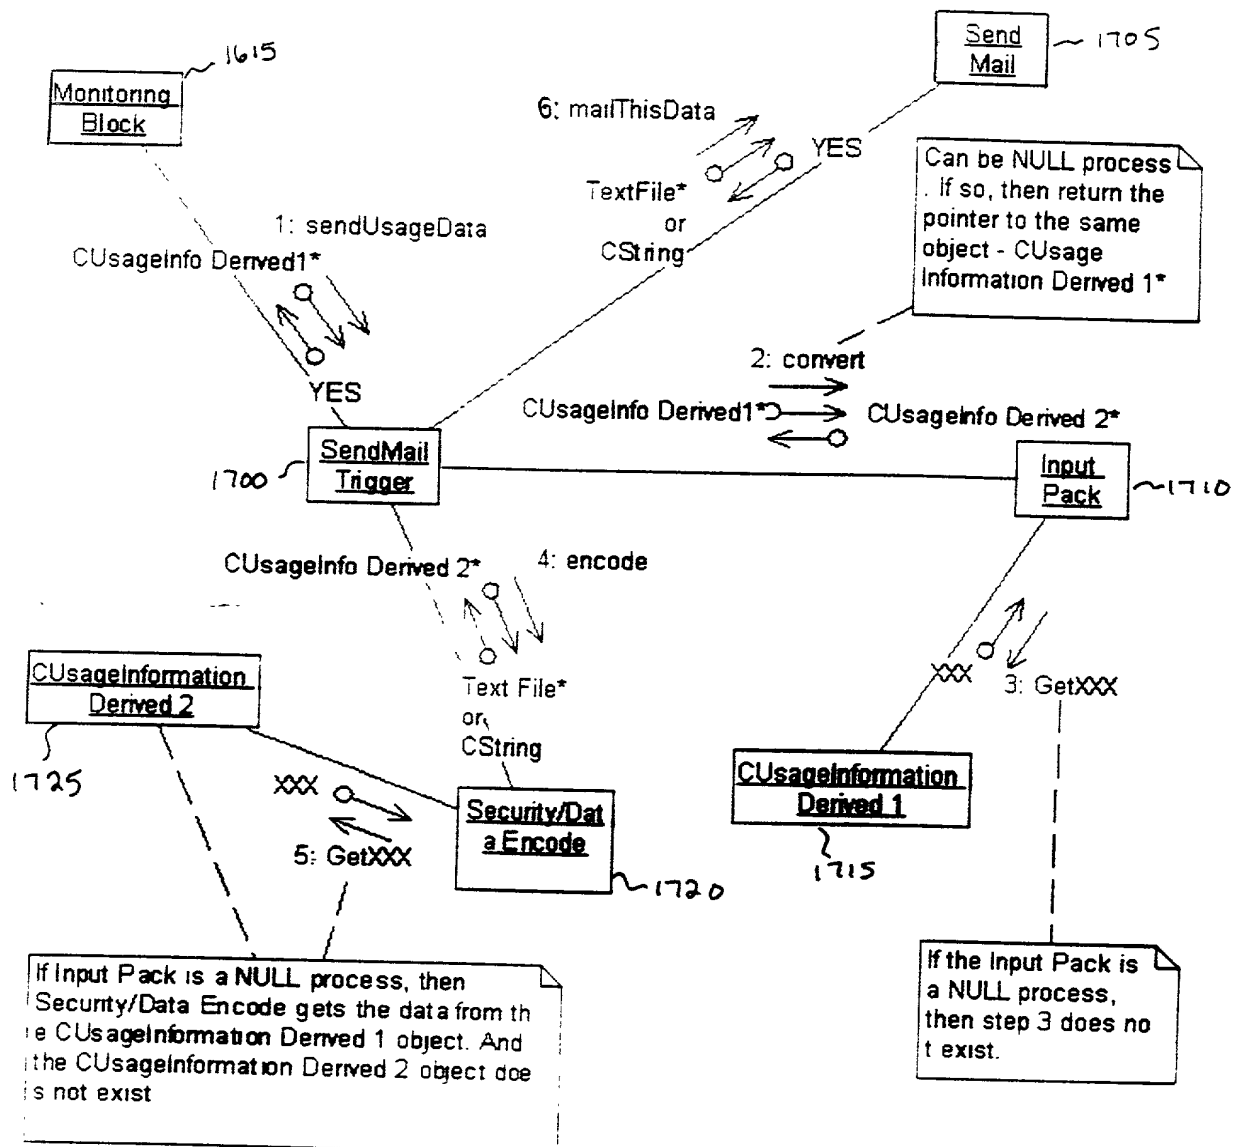 1615
Monitoring
Block
Send
Mail
1705
6: mailThisData
YES
TextFile*
or
CString
Can be NULL process
. If so, then return the
pointer to the same
object - CUsage
Information Derived 1*
1: sendUsageData
CUsageInfo Derived1*
YES
2: convert
CUsageInfo Derived1*
CUsageInfo Derived 2*
SendMail
Trigger
1700
Input
Pack
1710
CUsageInfo Derived 2*
4: encode
Text File*
or
CString
XXX
3: GetXXX
CUsageInformation
Derived 2
1725
XXX
5: GetXXX
Security/Dat
a Encode
1720
CUsageInformation
Derived 1
1715
If Input Pack is a NULL process, then
Security/Data Encode gets the data from th
e CUsageInformation Derived 1 object. And
the CUsageInformation Derived 2 object doe
s not exist
If the Input Pack is
a NULL process,
then step 3 does no
t exist.